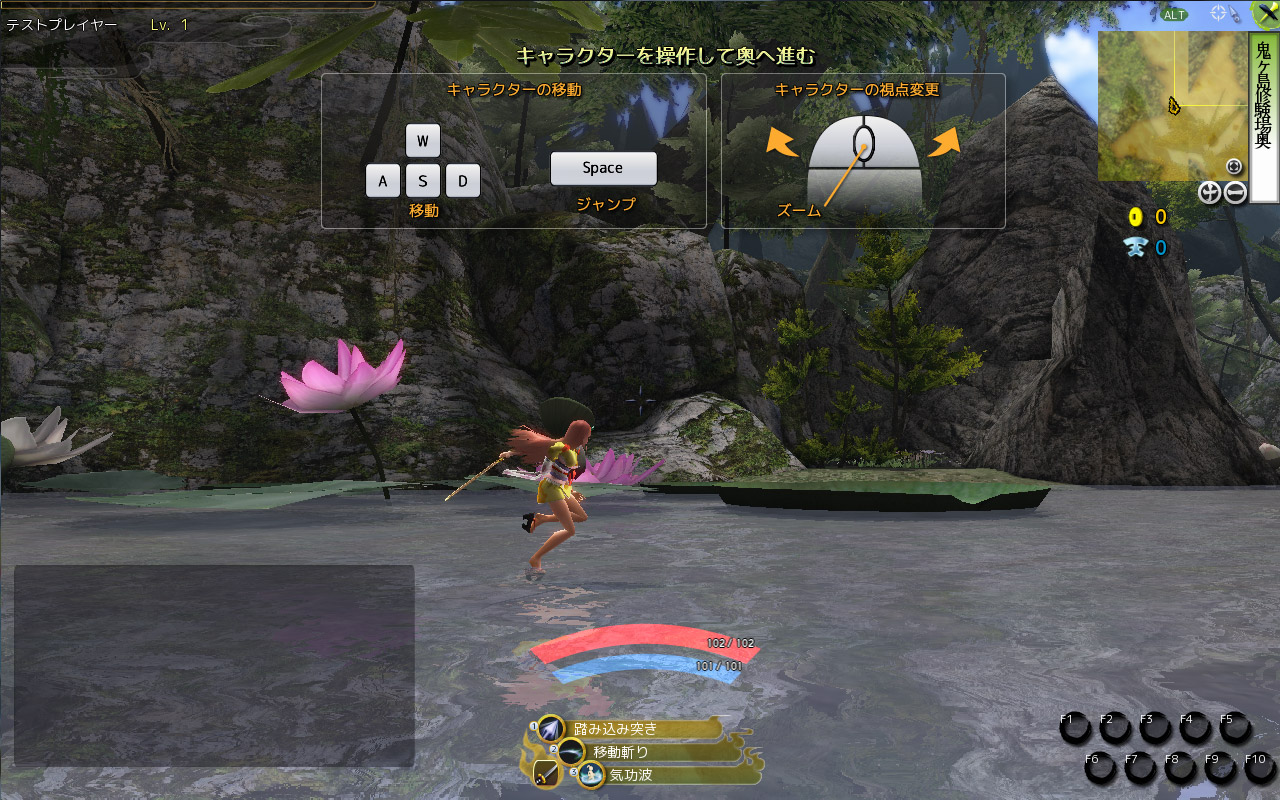 テストプレイヤー Lv. 1
ALT
キャラクターを操作して奥へ進む
キャラクターの移動
キャラクターの視点変更
W
A S D
移動
Space
ジャンプ
ズーム
鬼ヶ島修験場奥
0
0
102 / 102
101 / 101
1 踏み込み突き
2 移動斬り
3 気功波
F1 F2 F3 F4 F5
F6 F7 F8 F9 F10